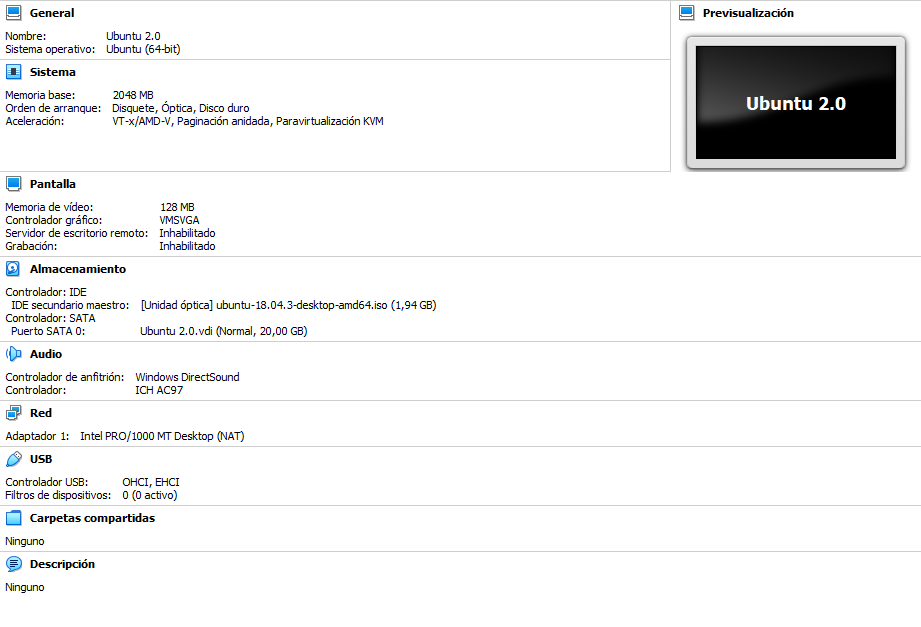 General
Nombre: Ubuntu 2.0
Sistema operativo: Ubuntu (64-bit)
Previsualización
Ubuntu 2.0
Sistema
Memoria base: 2048 MB
Orden de arranque: Disquete, Óptica, Disco duro
Aceleración: VT-x/AMD-V, Paginación anidada, Paravirtualización KVM
Pantalla
Memoria de vídeo: 128 MB
Controlador gráfico: VMSVGA
Servidor de escritorio remoto: Inhabilitado
Grabación: Inhabilitado
Almacenamiento
Controlador: IDE
IDE secundario maestro: [Unidad óptica] ubuntu-18.04.3-desktop-amd64.iso (1,94 GB)
Controlador: SATA
Puerto SATA 0: Ubuntu 2.0.vdi (Normal, 20,00 GB)
Audio
Controlador de anfitrión: Windows DirectSound
Controlador: ICH AC97
Red
Adaptador 1: Intel PRO/1000 MT Desktop (NAT)
USB
Controlador USB: OHCI, EHCI
Filtros de dispositivos: 0 (0 activo)
Carpetas compartidas
Ninguno
Descripción
Ninguno